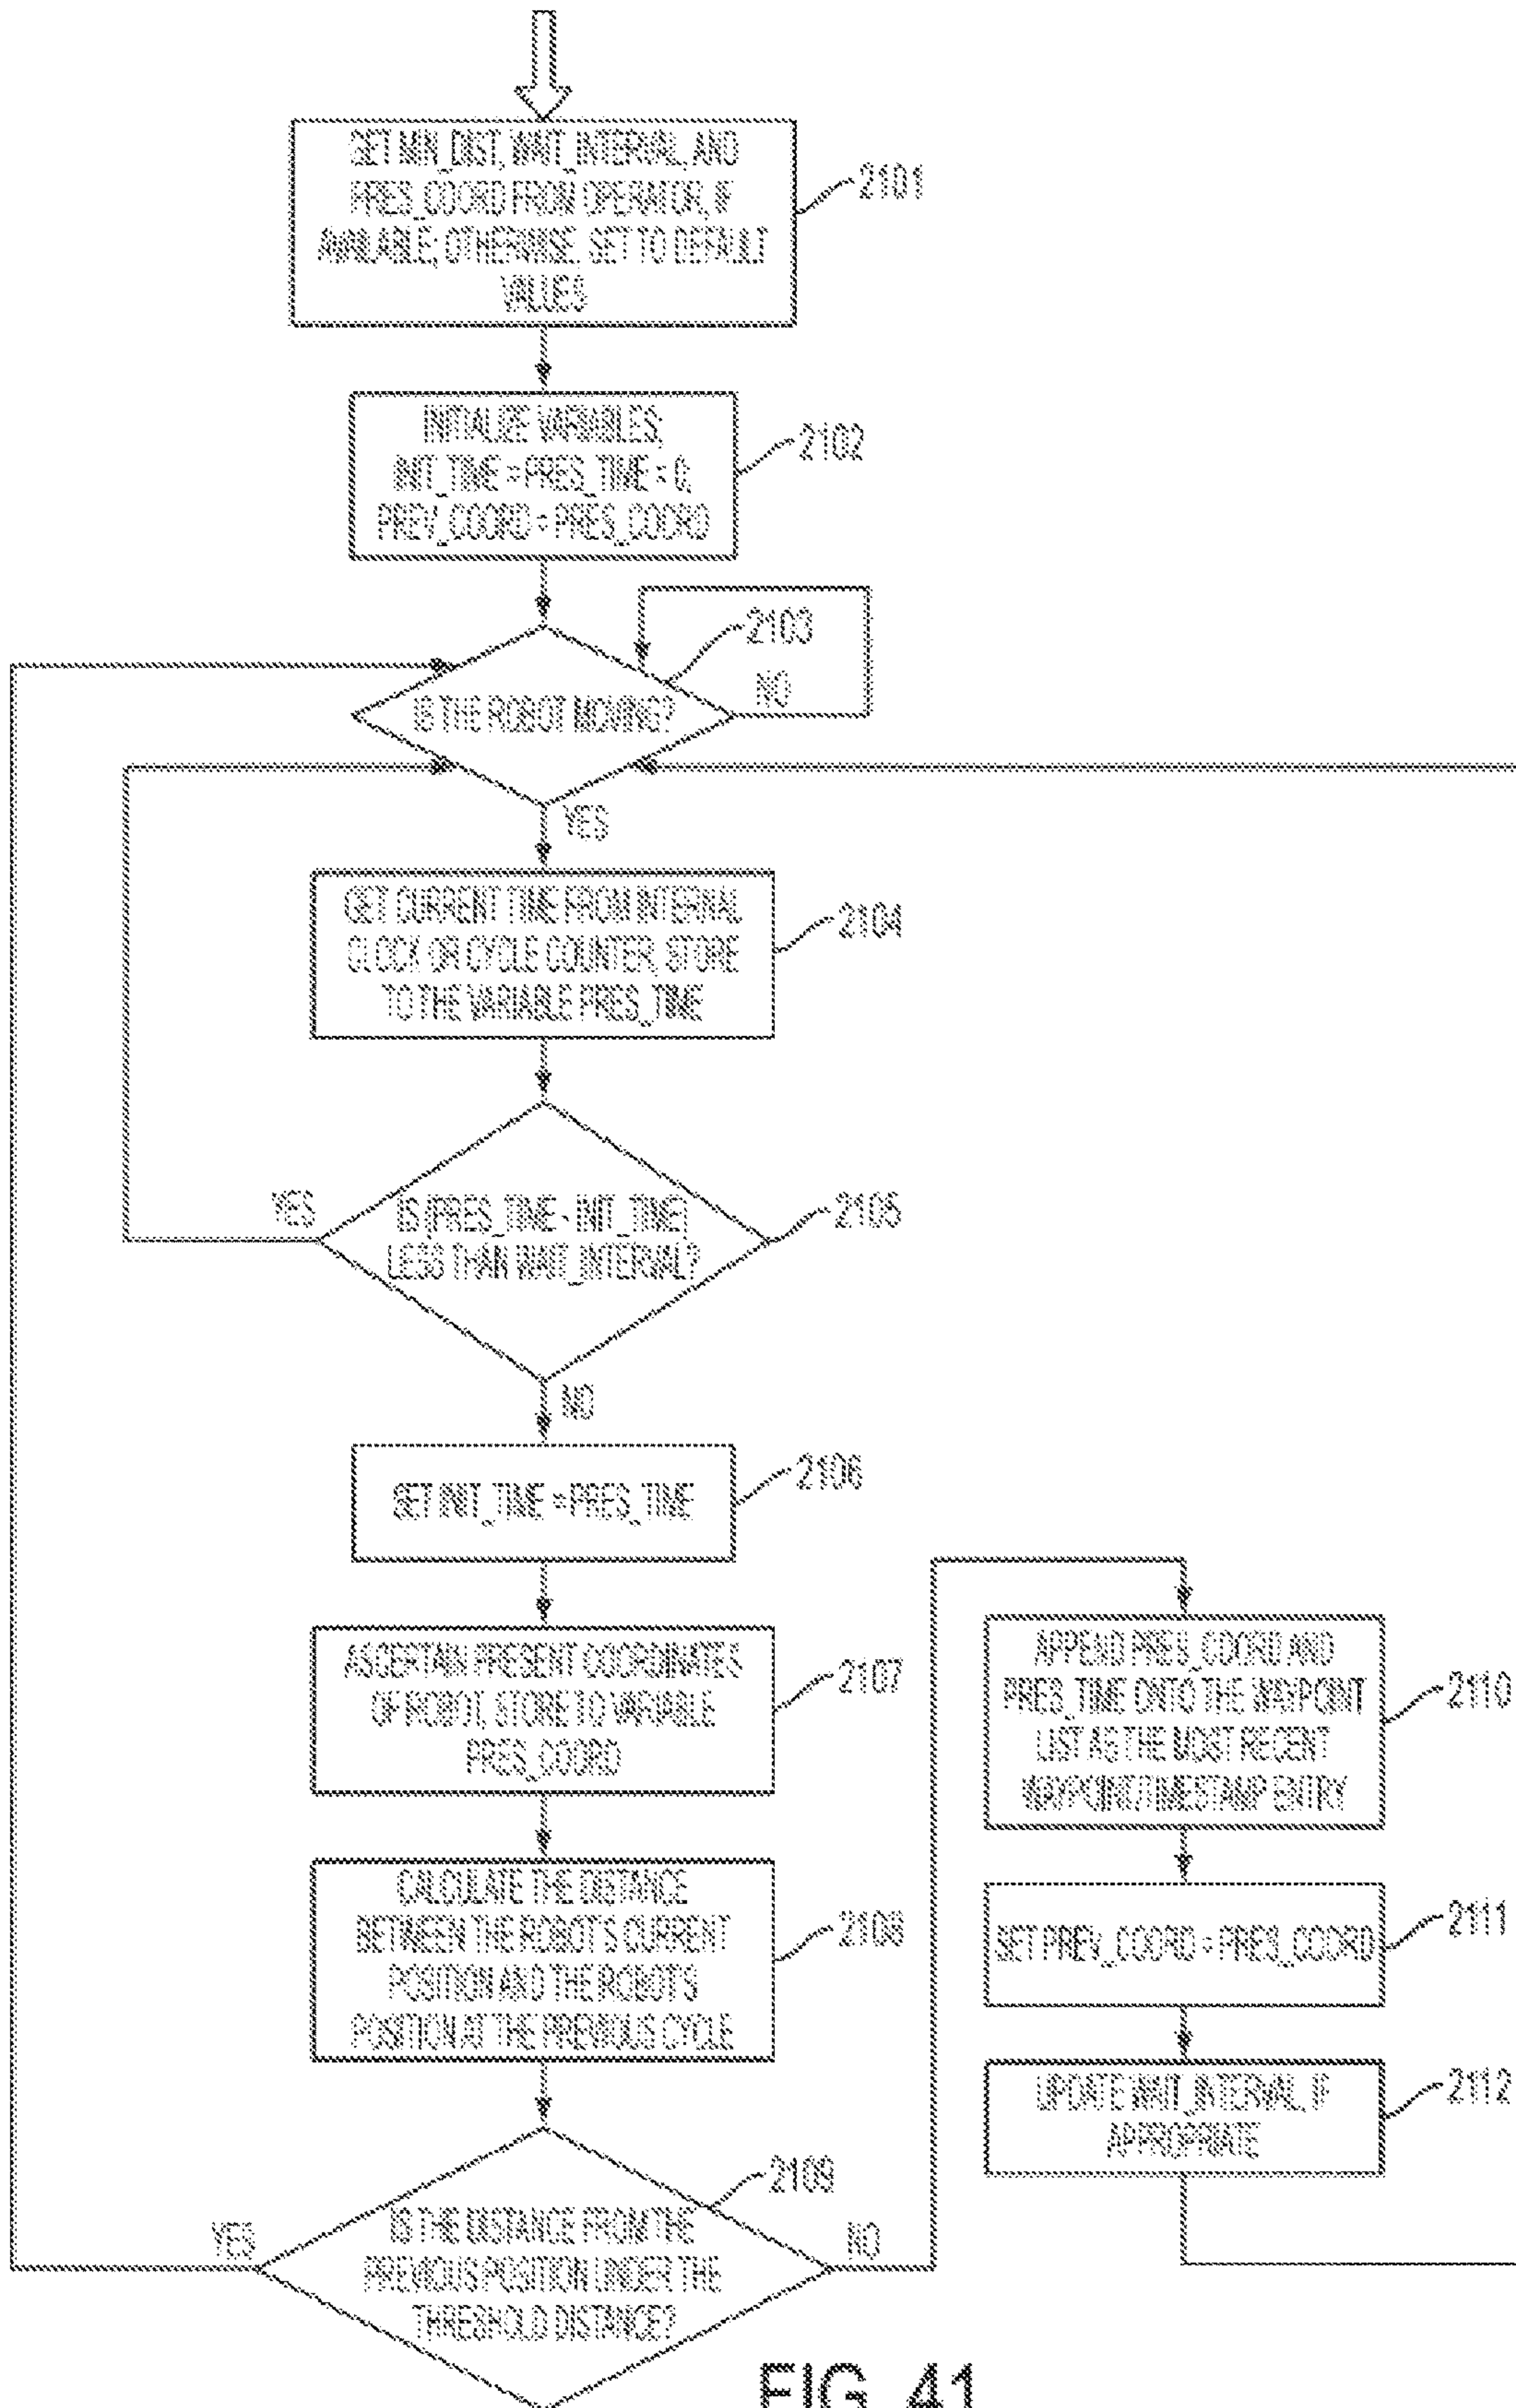 GET MIN_DIST, WAIT_INTERVAL, AND
PRES_COORD FROM OPERATOR, IF
AVAILABLE; OTHERWISE, SET TO DEFAULT
VALUES
2101
INITIALIZE VARIABLES;
INIT_TIME = PRES_TIME = 0;
PREV_COORD = PRES_COORD
2102
2103
NO
IS THE ROBOT MOVING?
YES
GET CURRENT TIME FROM INTERNAL
CLOCK OR CYCLE COUNTER, STORE
TO THE VARIABLE PRES_TIME
2104
YES
IS (PRES_TIME - INIT_TIME)
LESS THAN WAIT_INTERVAL?
2105
NO
SET INIT_TIME = PRES_TIME
2106
ASCERTAIN PRESENT COORDINATES
OF ROBOT, STORE TO VARIABLE
PRES_COORD
2107
CALCULATE THE DISTANCE
BETWEEN THE ROBOT'S CURRENT
POSITION AND THE ROBOT'S
POSITION AT THE PREVIOUS CYCLE
2108
2109
YES
IS THE DISTANCE FROM THE
PREVIOUS POSITION UNDER THE
THRESHOLD DISTANCE?
NO
APPEND PRES_COORD AND
PRES_TIME ONTO THE WAYPOINT
LIST AS THE MOST RECENT
WAYPOINT/TIMESTAMP ENTRY
2110
SET PREV_COORD = PRES_COORD
2111
UPDATE WAIT_INTERVAL, IF
APPROPRIATE
2112
FIG. 41